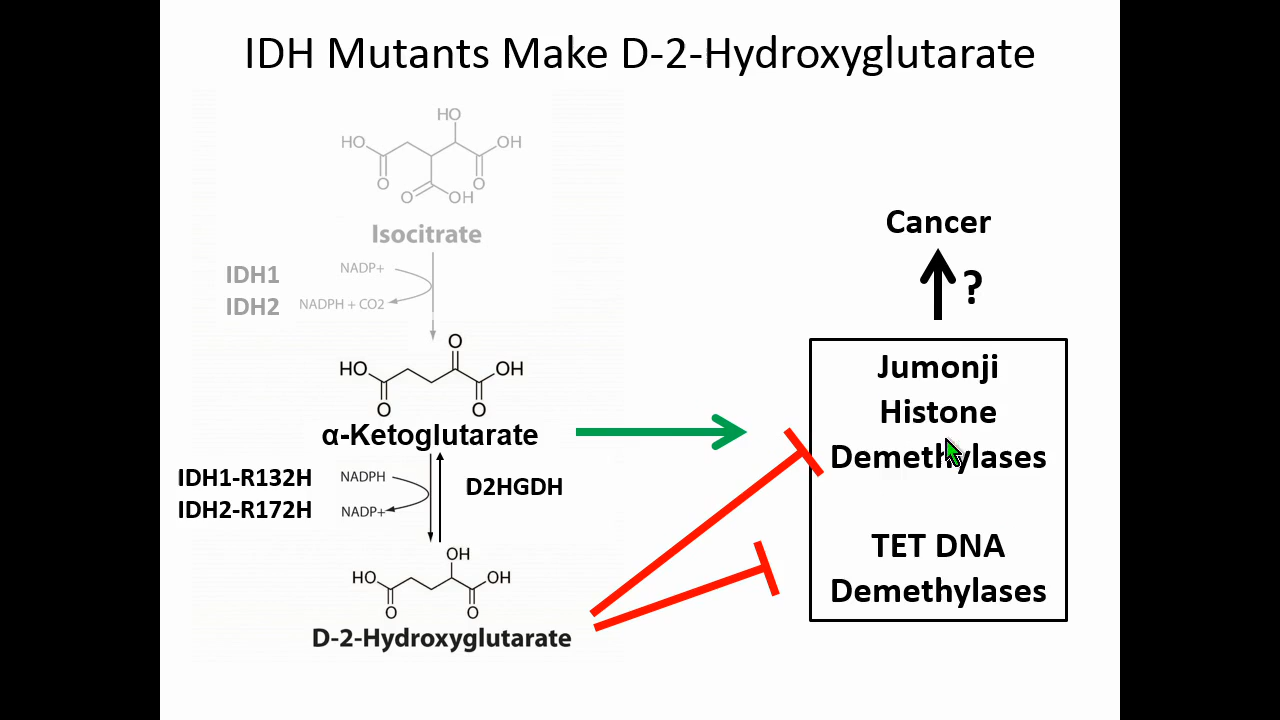 IDH Mutants Make D-2-Hydroxyglutarate
HO
HO
OH
O
O
O
OH
Isocitrate
IDH1
IDH2
NADP+
NADPH + CO2
O
HO
OH
O
O
α-Ketoglutarate
IDH1-R132H
IDH2-R172H
NADPH
NADP+
D2HGDH
OH
HO
OH
O
O
D-2-Hydroxyglutarate
Cancer
?
Jumonji
Histone
Demethylases
TET DNA
Demethylases